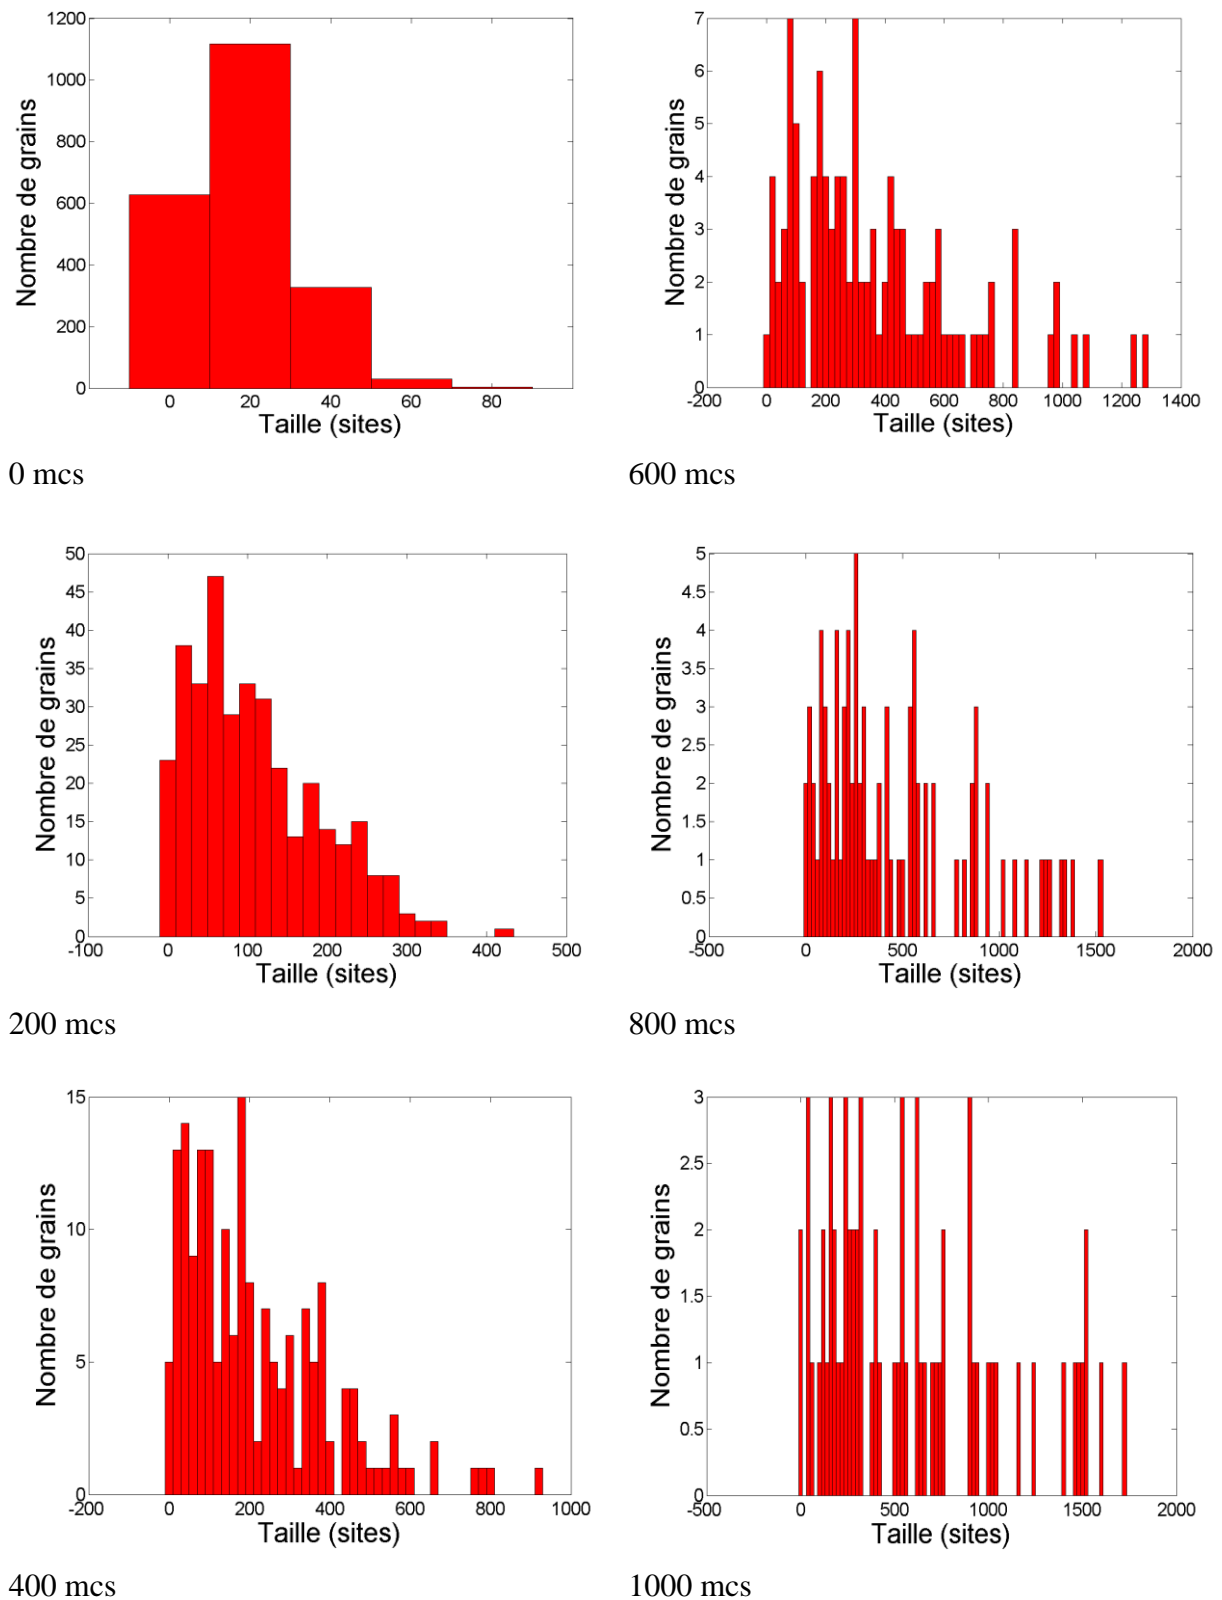 1200
1000
800
600
400
200
0
0 20 40 60 80
Nombre de grains
Taille (sites)
0 mcs
7
6
5
4
3
2
1
0
-200 0 200 400 600 800 1000 1200 1400
Nombre de grains
Taille (sites)
600 mcs
50
45
40
35
30
25
20
15
10
5
0
-100 0 100 200 300 400 500
Nombre de grains
Taille (sites)
200 mcs
5
4.5
4
3.5
3
2.5
2
1.5
1
0.5
0
-500 0 500 1000 1500 2000
Nombre de grains
Taille (sites)
800 mcs
15
10
5
0
-200 0 200 400 600 800 1000
Nombre de grains
Taille (sites)
400 mcs
3
2.5
2
1.5
1
0.5
0
-500 0 500 1000 1500 2000
Nombre de grains
Taille (sites)
1000 mcs